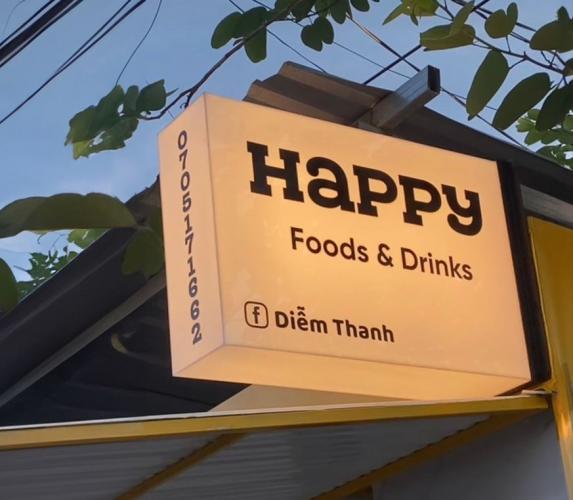 0705171662
Happy
Foods & Drinks
f Diễm Thanh